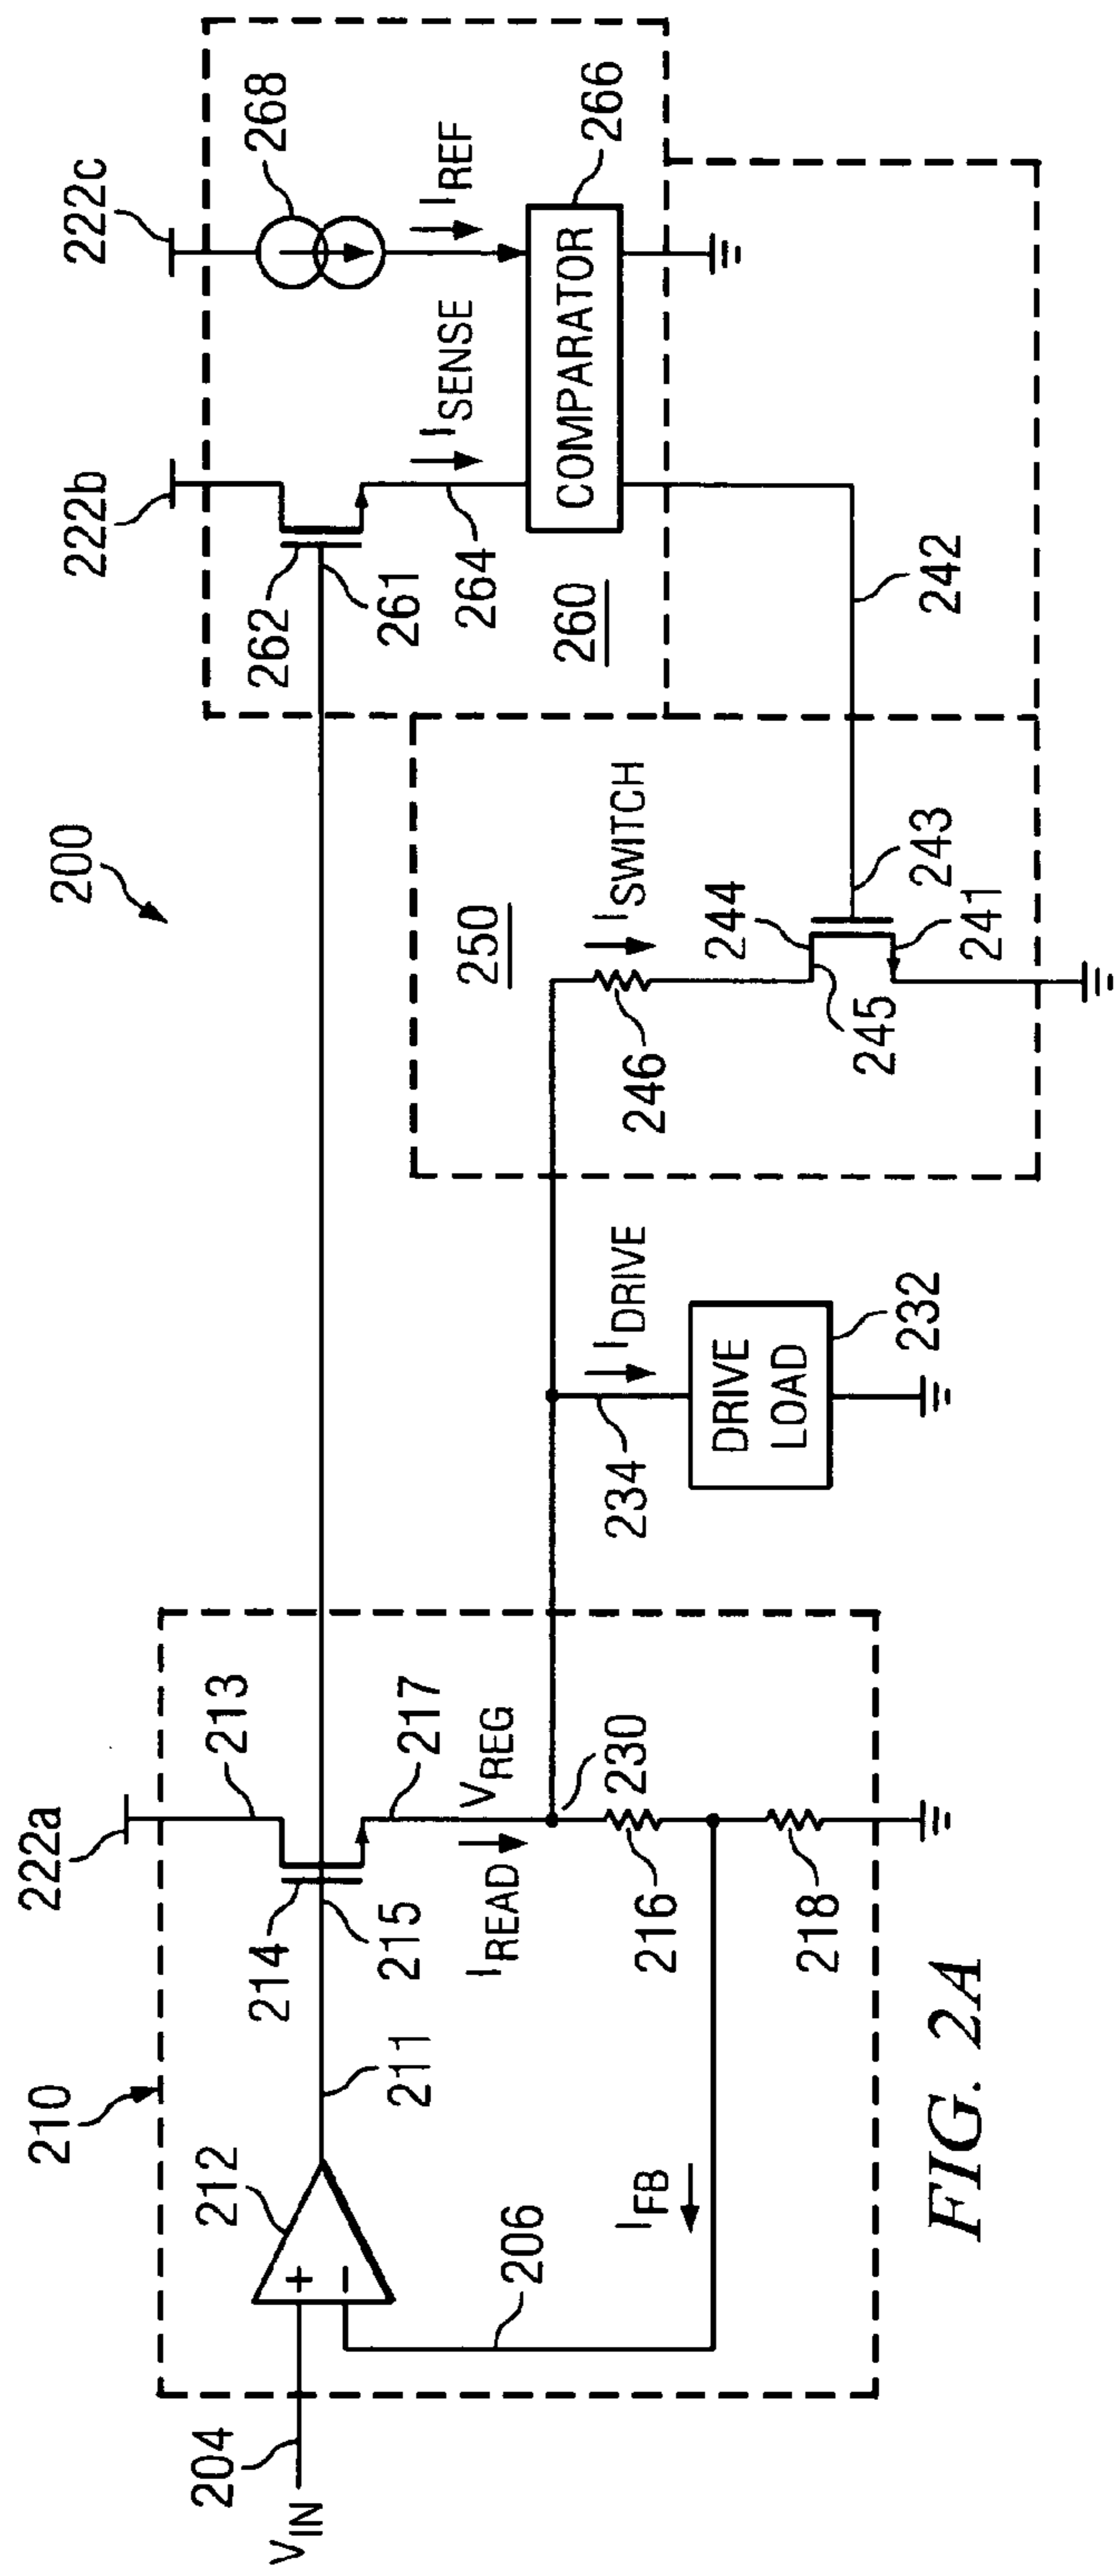 200
210
222a
222b
222c
213
268
212
214
262
215
261
211
217
I_READ
V_REG
I_SENSE
I_REF
264
266
COMPARATOR
260
V_IN
204
206
I_FB
230
216
218
234
I_DRIVE
DRIVE
LOAD
232
250
246
I_SWITCH
244
245
243
241
242
FIG. 2A